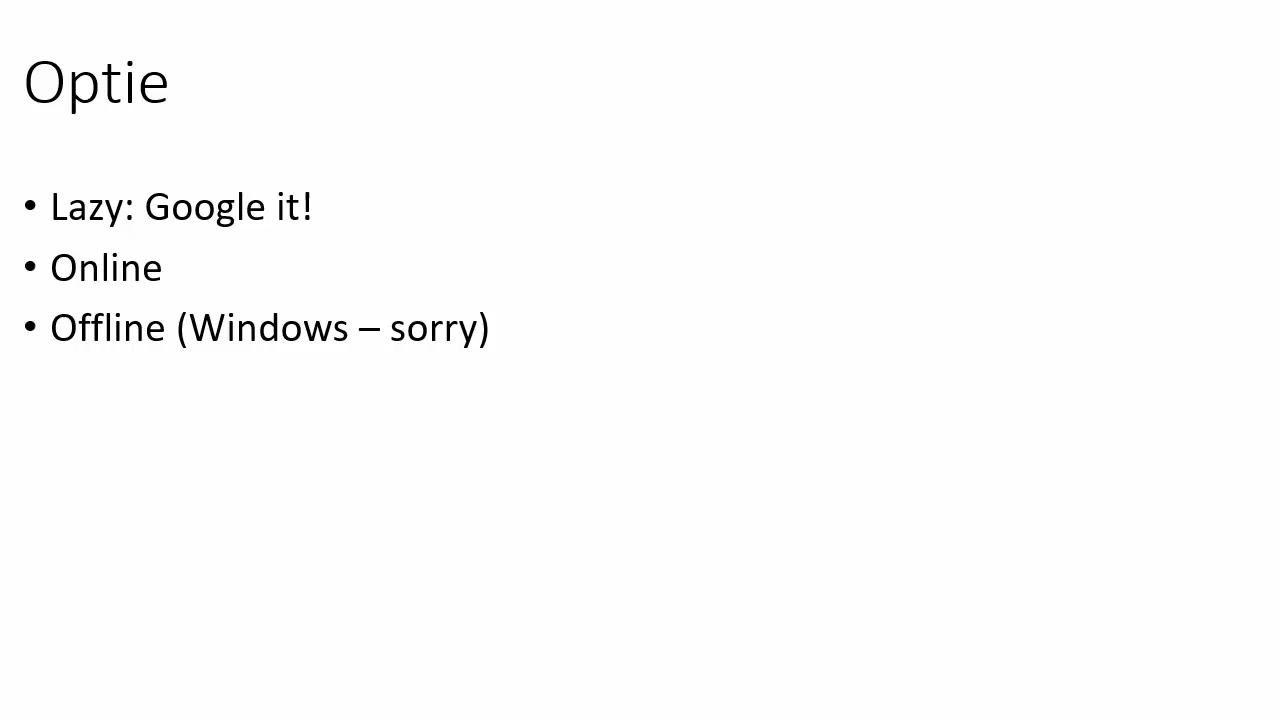 Optie
• Lazy: Google it!
• Online
• Offline (Windows – sorry)